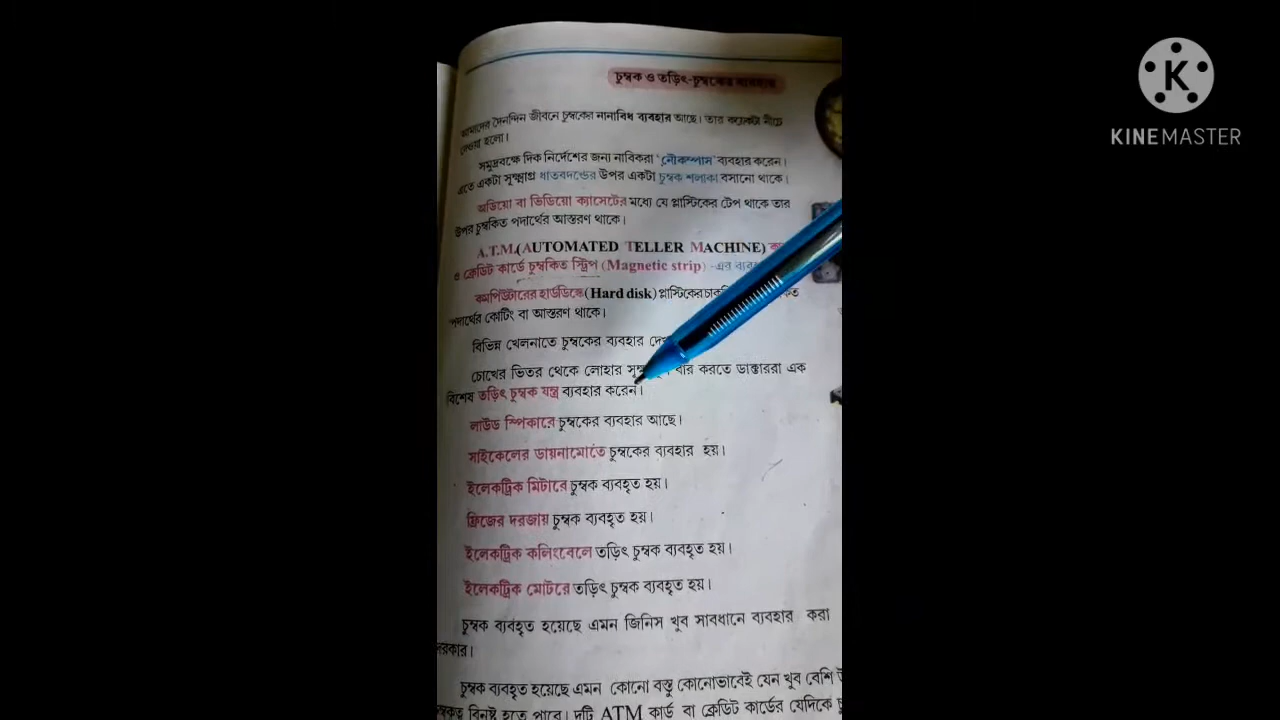 চুম্বক ও তড়িৎ-চুম্বকের ব্যবহার
আমাদের দৈনন্দিন জীবনে চুম্বকের নানাবিধ ব্যবহার আছে। তার কয়েকটা নীচে
দেওয়া হলো।
সমুদ্রবক্ষে দিক নির্দেশের জন্য নাবিকরা 'নৌকম্পাস' ব্যবহার করেন।
এতে একটা সূক্ষ্মাগ্র ধাতবদণ্ডের উপর একটা চুম্বক শলাকা বসানো থাকে।
অডিয়ো বা ভিডিয়ো ক্যাসেটের মধ্যে যে প্লাস্টিকের টেপ থাকে তার
উপর চুম্বকিত পদার্থের আস্তরণ থাকে।
A.T.M.(AUTOMATED TELLER MACHINE)
ও ক্রেডিট কার্ডে চুম্বকিত স্ট্রিপ (Magnetic strip) -এর
কমপিউটারের হার্ডডিস্কে (Hard disk) প্লাস্টিকের
পদার্থের কোটিং বা আস্তরণ থাকে।
বিভিন্ন খেলনাতে চুম্বকের ব্যবহার
চোখের ভিতর থেকে লোহার বার করতে ডাক্তাররা এক
বিশেষ তড়িৎ চুম্বক যন্ত্র ব্যবহার করেন।
লাউড স্পিকারে চুম্বকের ব্যবহার আছে।
সাইকেলের ডায়নামোতে চুম্বকের ব্যবহার হয়।
ইলেকট্রিক মিটারে চুম্বক ব্যবহৃত হয়।
ফ্রিজের দরজায় চুম্বক ব্যবহৃত হয়।
ইলেকট্রিক কলিংবেলে তড়িৎ চুম্বক ব্যবহৃত হয়।
ইলেকট্রিক মোটরে তড়িৎ চুম্বক ব্যবহৃত হয়।
চুম্বক ব্যবহৃত হয়েছে এমন জিনিস খুব সাবধানে ব্যবহার করা
দরকার।
চুম্বক ব্যবহৃত হয়েছে এমন কোনো বস্তু কোনোভাবেই যেন খুব বেশি
বিনষ্ট হতে পারে। দুটি ATM কার্ড বা ক্রেডিট কার্ডের যেদিকে
K
KINEMASTER